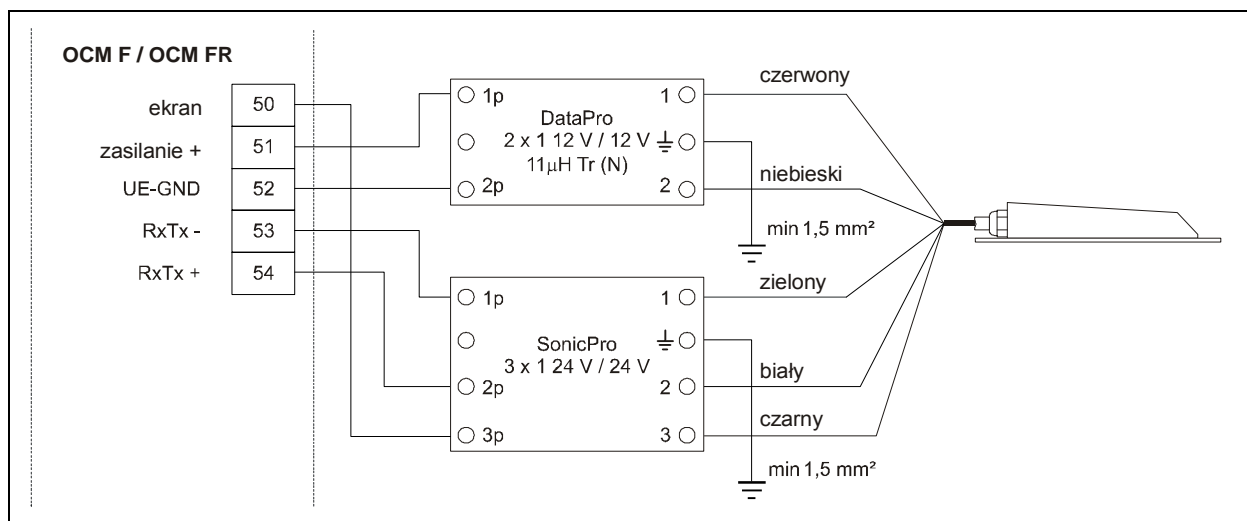 OCM F / OCM FR
ekran 50
zasilanie + 51
UE-GND 52
RxTx - 53
RxTx + 54
1p 1
DataPro
2 x 1 12 V / 12 V
11µH Tr (N)
2p 2
1p 1
SonicPro
3 x 1 24 V / 24 V
2p 2
3p 3
czerwony
niebieski
min 1,5 mm²
zielony
biały
czarny
min 1,5 mm²